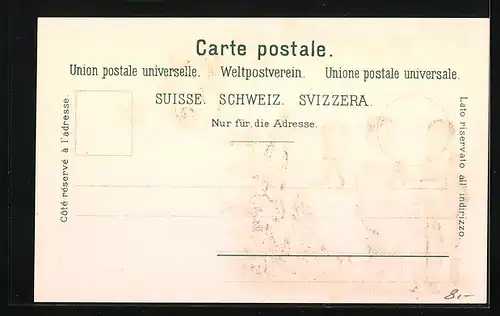 Carte postale.
Union postale universelle. Weltpostverein. Unione postale universale.
SUISSE. SCHWEIZ. SVIZZERA.
Nur für die Adresse.
Côté réservé à l'adresse.
Lato riservato all' indirizzo.
8.-